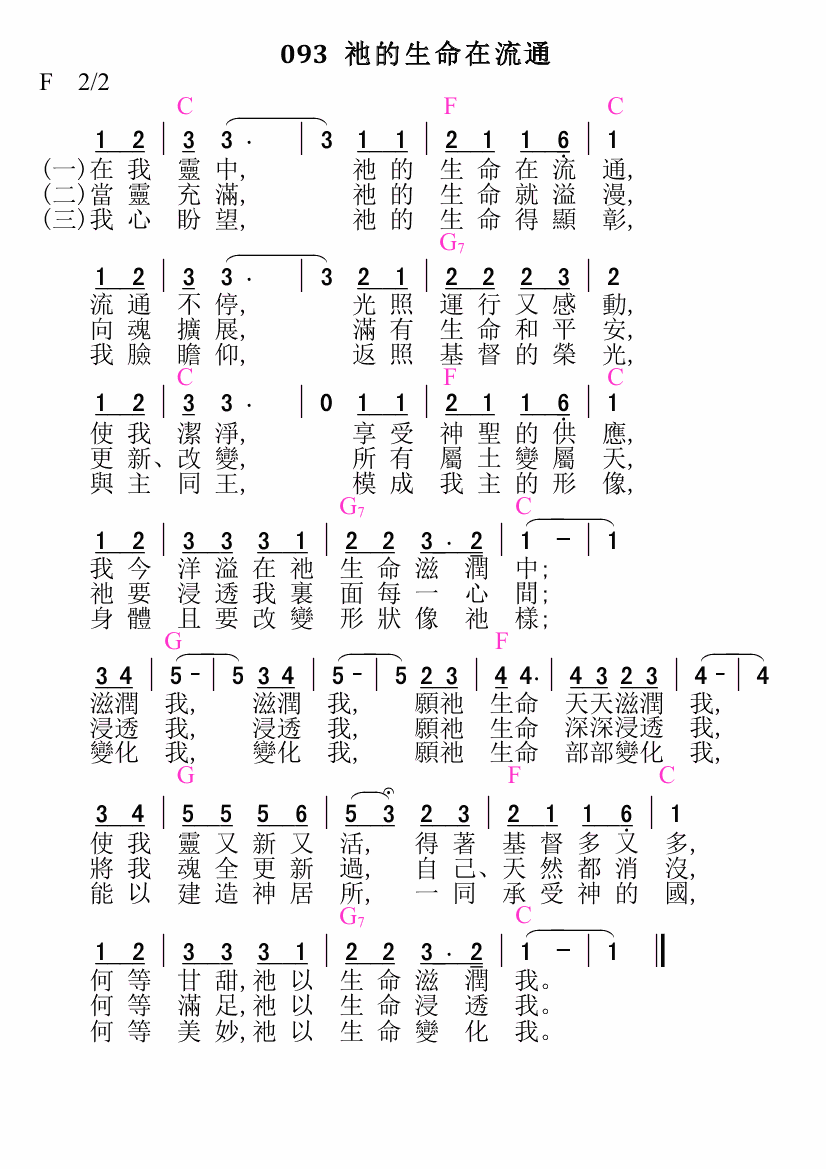 093 祂的生命在流通
F 2/2
C F C
1 2 | 3 3 · | 3 1 1 | 2 1 1 6̣ | 1
(一)在我靈中, 祂的生命在流通,
(二)當靈充滿, 祂的生命就溢漫,
(三)我心盼望, 祂的生命得顯彰,
G7
1 2 | 3 3 · | 3 2 1 | 2 2 2 3 | 2
流通不停, 光照運行又感動,
向魂擴展, 滿有生命和平安,
我臉瞻仰, 返照基督的榮光,
C F C
1 2 | 3 3 · | 0 1 1 | 2 1 1 6̣ | 1
使我潔淨, 享受神聖的供應,
更新、改變, 所有屬土變屬天,
與主同王, 模成我主的形像,
G7 C
1 2 | 3 3 3 1 | 2 2 3 · 2 | 1 - | 1
我今洋溢在祂生命滋潤中;
祂要浸透我裏面每一心間;
身體且要改變形狀像祂樣;
G F
3 4 | 5 - | 5 3 4 | 5 - | 5 2 3 | 4 4 · | 4 3 2 3 | 4 - | 4
滋潤我, 滋潤我, 願祂生命天天滋潤我,
浸透我, 浸透我, 願祂生命深深浸透我,
變化我, 變化我, 願祂生命部部變化我,
G F C
3 4 | 5 5 5 6 | 5 3 2 3 | 2 1 1 6̣ | 1
使我靈又新又活, 得著基督多又多,
將我魂全更新過, 自己、天然都消沒,
能以建造神居所, 一同承受神的國,
G7 C
1 2 | 3 3 3 1 | 2 2 3 · 2 | 1 - | 1 ‖
何等甘甜,祂以生命滋潤我。
何等滿足,祂以生命浸透我。
何等美妙,祂以生命變化我。